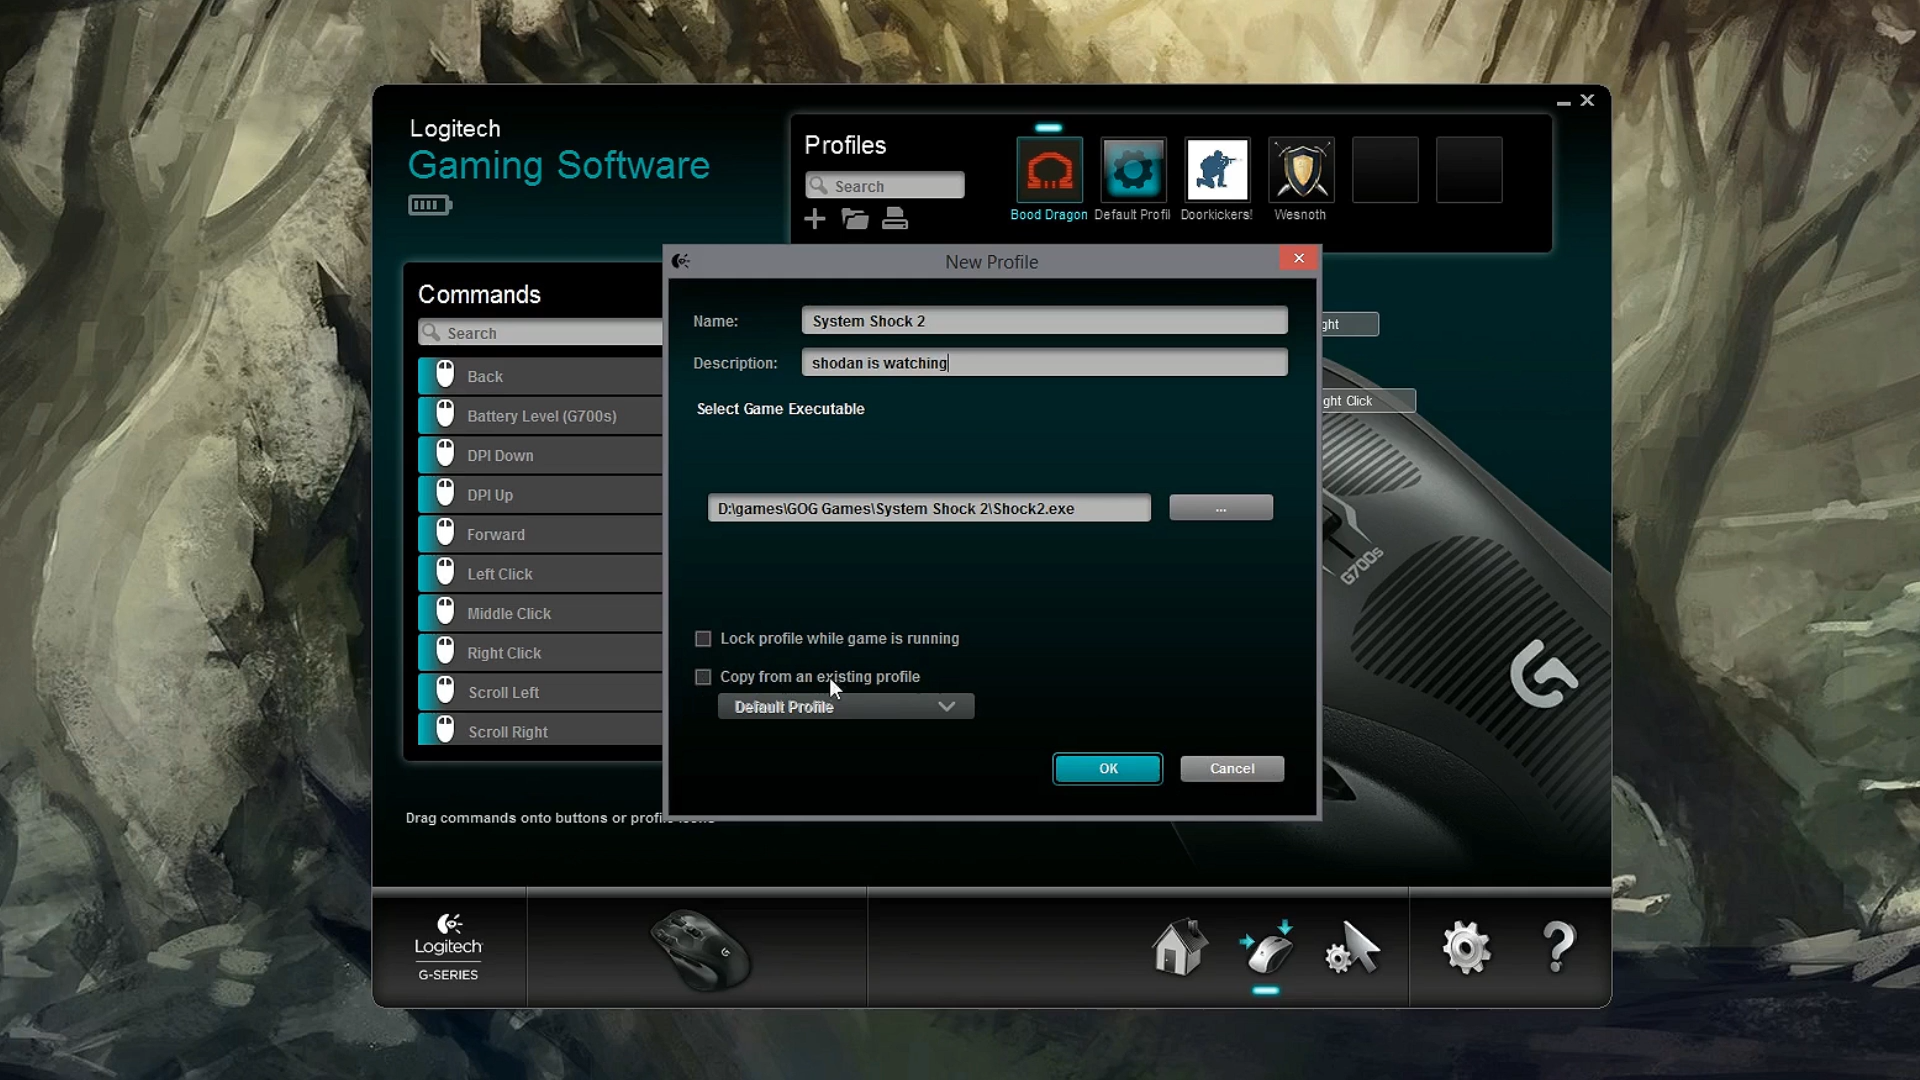 Logitech
Gaming Software
Profiles
Search
Bood Dragon
Default Profil
Doorkickers!
Wesnoth
Commands
Search
Back
Battery Level (G700s)
DPI Down
DPI Up
Forward
Left Click
Middle Click
Right Click
Scroll Left
Scroll Right
New Profile
Name:
System Shock 2
Description:
shodan is watching
Select Game Executable
D:\games\GOG Games\System Shock 2\Shock2.exe
...
Lock profile while game is running
Copy from an existing profile
Default Profile
OK
Cancel
ght
ght Click
G700s
Drag commands onto buttons or
Logitech
G-SERIES